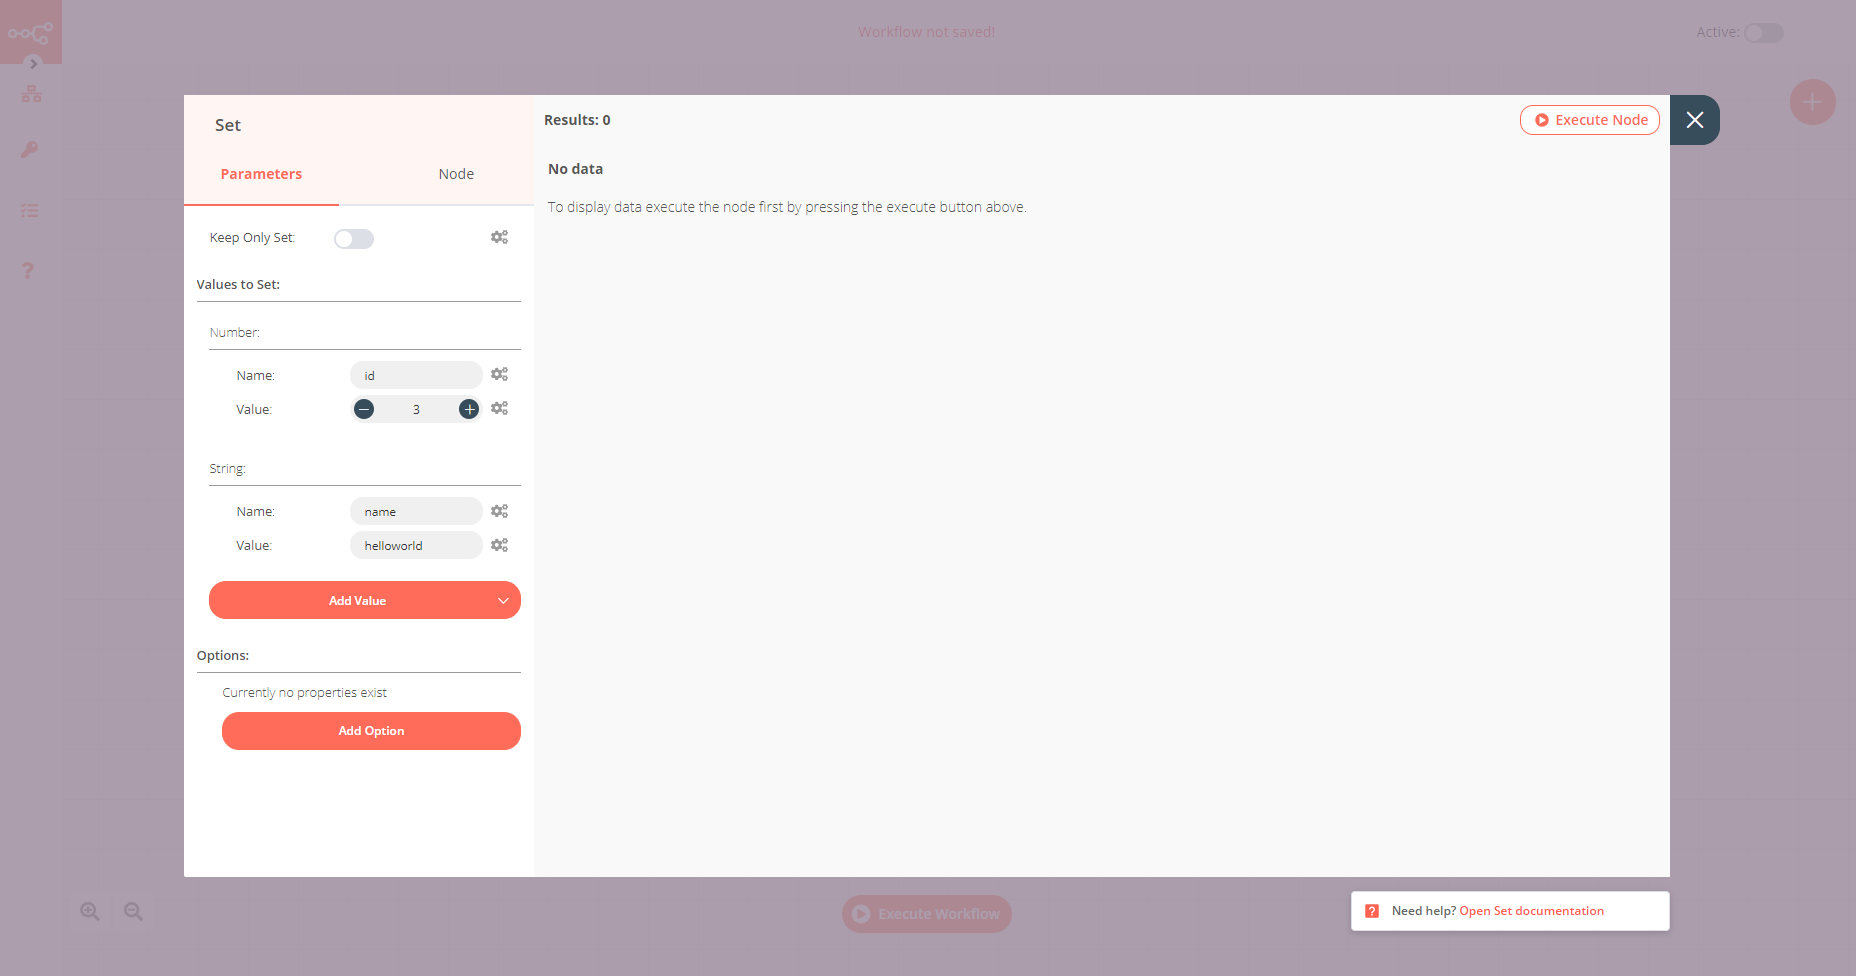 Workflow not saved!
Active:
Set
Parameters
Node
Keep Only Set:
Values to Set:
Number:
Name:
id
Value:
3
String:
Name:
name
Value:
helloworld
Add Value
Options:
Currently no properties exist
Add Option
Results: 0
Execute Node
No data
To display data execute the node first by pressing the execute button above.
Execute Workflow
Need help? Open Set documentation